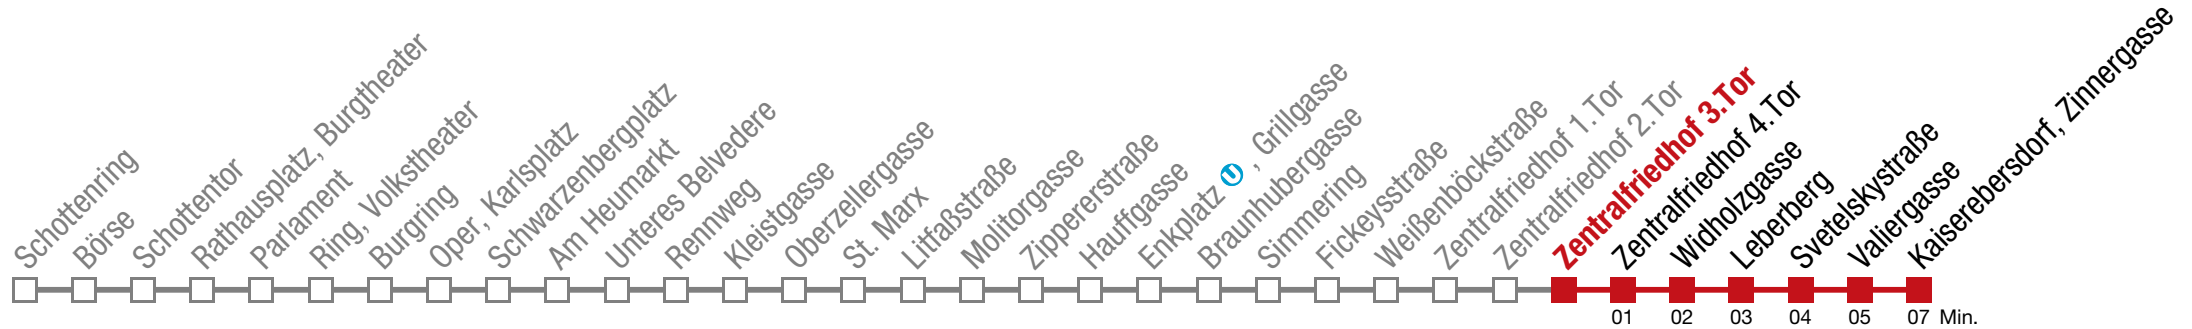 Schottenring
Börse
Schottentor
Rathausplatz, Burgtheater
Parlament
Ring, Volkstheater
Burgring
Oper, Karlsplatz
Schwarzenbergplatz
Am Heumarkt
Unteres Belvedere
Rennweg
Kleistgasse
Oberzellergasse
St. Marx
Litfaßstraße
Molitorgasse
Zippererstraße
Hauffgasse
Enkplatz U, Grillgasse
Braunhubergasse
Simmering
Fickeysstraße
Weißenböckstraße
Zentralfriedhof 1.Tor
Zentralfriedhof 2.Tor
Zentralfriedhof 3.Tor
Zentralfriedhof 4.Tor
Widholzgasse
Leberberg
Svetelskystraße
Valiergasse
Kaiserebersdorf, Zinnergasse
01 02 03 04 05 07 Min.